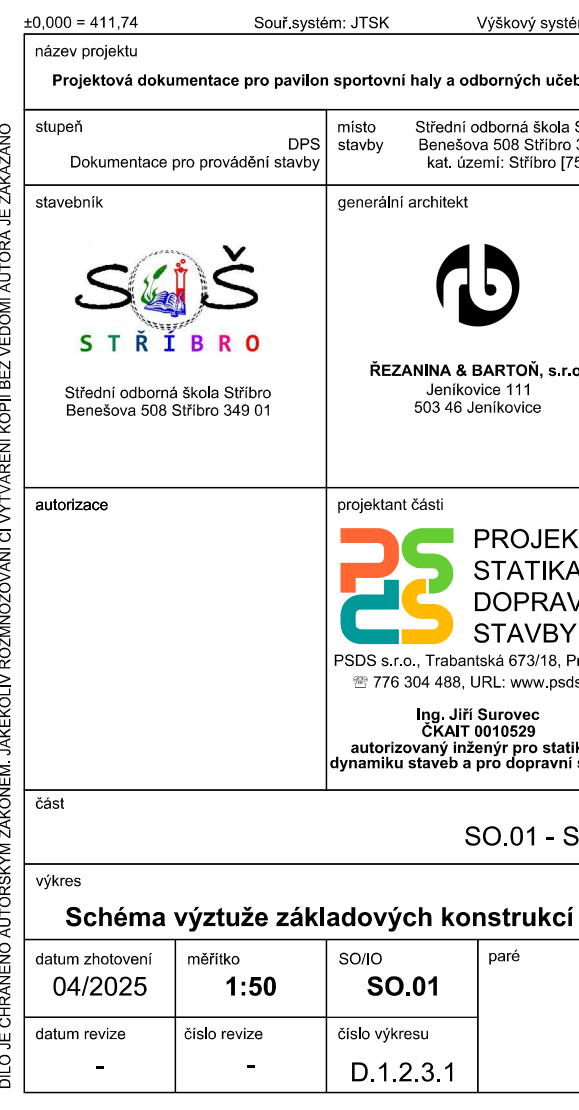 ±0,000 = 411,74 Souř.systém: JTSK Výškový systém
název projektu
Projektová dokumentace pro pavilon sportovní haly a odborných učeb
stupeň
DPS
Dokumentace pro provádění stavby
místo stavby
Střední odborná škola S
Benešova 508 Stříbro 3
kat. území: Stříbro [75
stavebník
SOŠ
STŘÍBRO
Střední odborná škola Stříbro
Benešova 508 Stříbro 349 01
generální architekt
rb
ŘEZANINA & BARTOŇ, s.r.o
Jeníkovice 111
503 46 Jeníkovice
autorizace
projektant části
PSDS
PROJEK
STATIKA
DOPRAV
STAVBY
PSDS s.r.o., Trabantská 673/18, Pr
☏ 776 304 488, URL: www.psds
Ing. Jiří Surovec
ČKAIT 0010529
autorizovaný inženýr pro statik
dynamiku staveb a pro dopravní s
část
SO.01 - S
výkres
Schéma výztuže základových konstrukcí
datum zhotovení
04/2025
měřítko
1:50
SO/IO
SO.01
paré
datum revize
-
číslo revize
-
číslo výkresu
D.1.2.3.1
DÍLO JE CHRÁNĚNO AUTORSKÝM ZÁKONEM. JAKÉKOLIV ROZMNOŽOVÁNÍ ČI VYTVÁŘENÍ KOPIÍ BEZ VĚDOMÍ AUTORA JE ZAKÁZÁNO